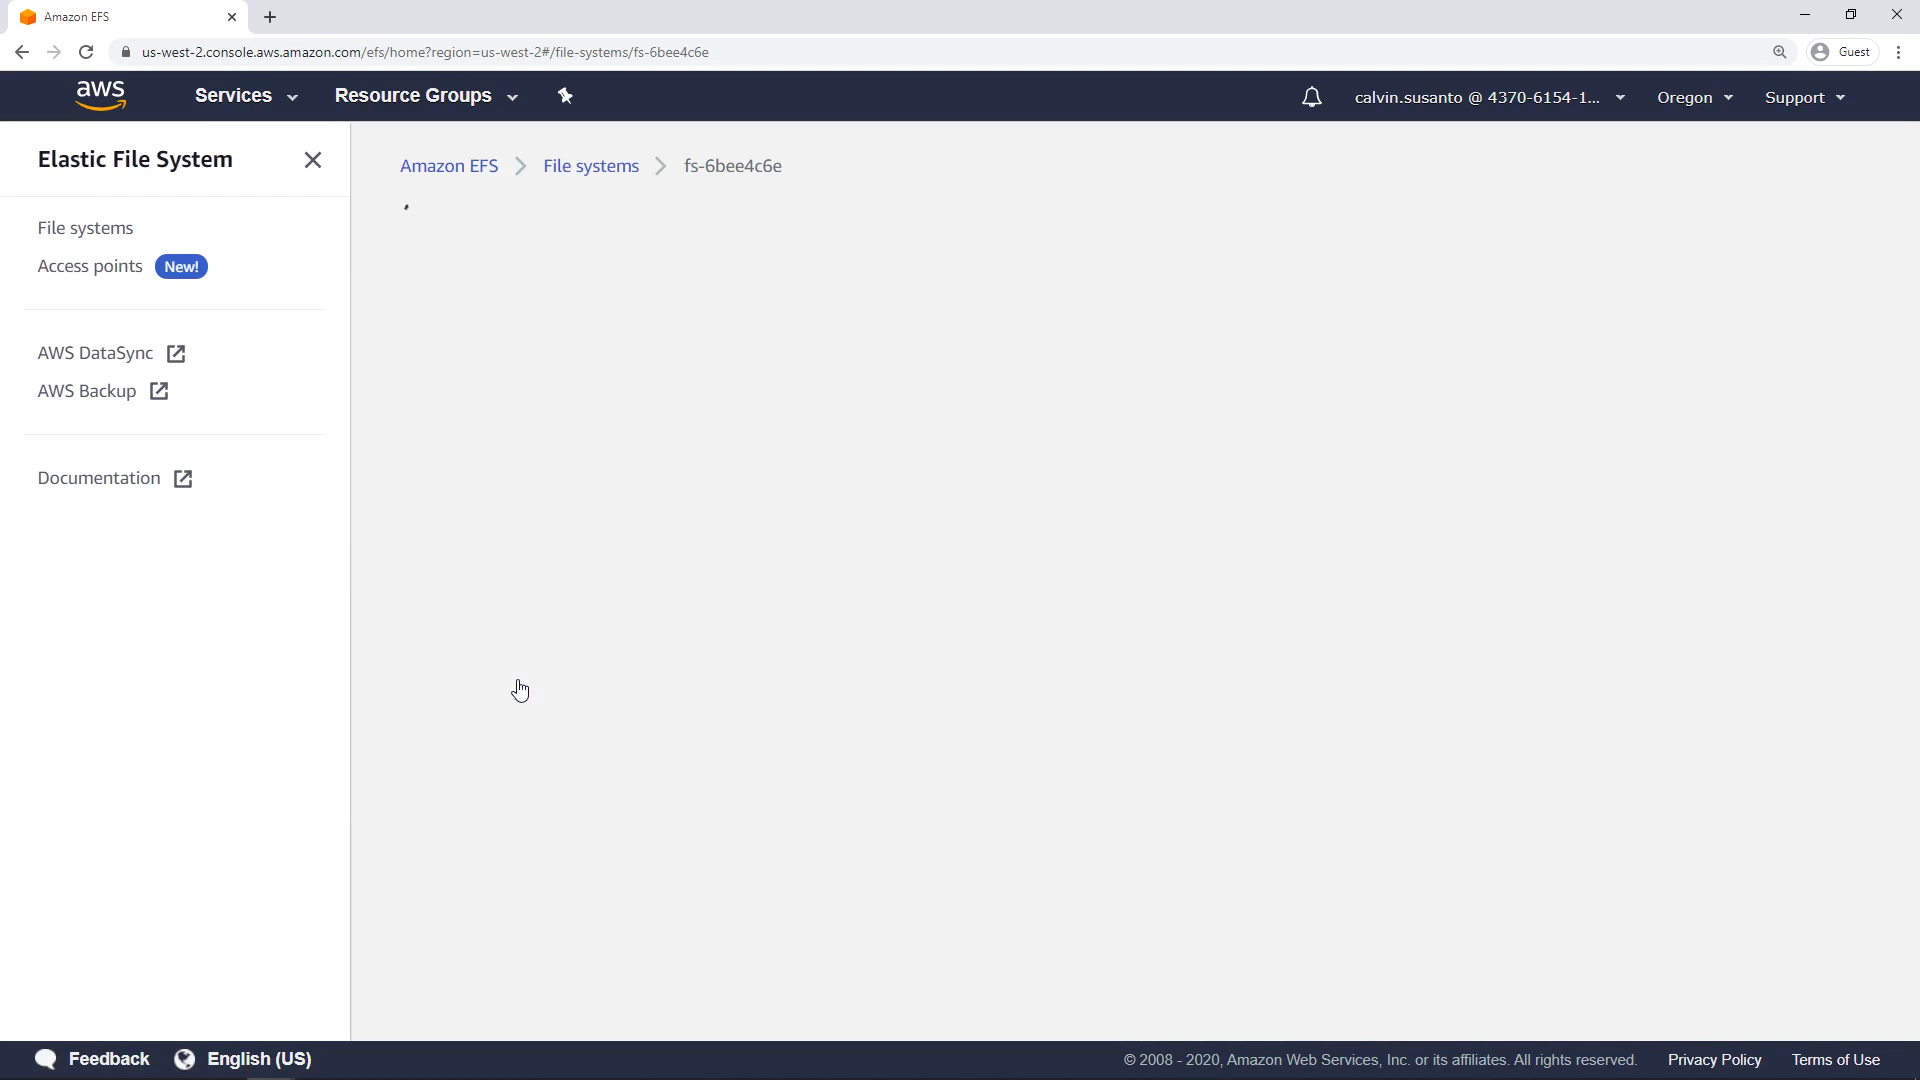 Amazon EFS
us-west-2.console.aws.amazon.com/efs/home?region=us-west-2#/file-systems/fs-6bee4c6e
Guest
aws
Services
Resource Groups
calvin.susanto @ 4370-6154-1...
Oregon
Support
Elastic File System
Amazon EFS
File systems
fs-6bee4c6e
File systems
Access points New!
AWS DataSync
AWS Backup
Documentation
Feedback
English (US)
© 2008 - 2020, Amazon Web Services, Inc. or its affiliates. All rights reserved.
Privacy Policy
Terms of Use